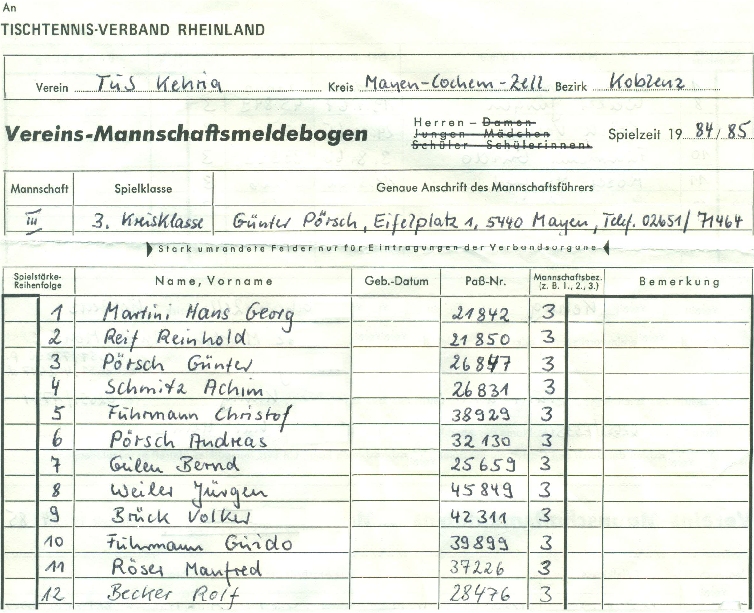 An
TISCHTENNIS-VERBAND RHEINLAND
Verein TuS Kehrig Kreis Mayen-Cochem-Zell Bezirk Koblenz
Vereins-Mannschaftsmeldebogen Herren - Damen Spielzeit 19 84/85
Jungen - Mädchen
Schüler - Schülerinnen
Mannschaft Spielklasse Genaue Anschrift des Mannschaftsführers
III 3. Kreisklasse Günter Pörsch, Eifelplatz 1, 5440 Mayen, Telf. 02651/71464
Stark umrandete Felder nur für Eintragungen der Verbandsorgane
Spielstärke-Reihenfolge Name, Vorname Geb.-Datum Paß-Nr. Mannschaftsbez. (z. B. 1., 2., 3.) Bemerkung
1 Martini Hans Georg 21842 3
2 Reif Reinhold 21850 3
3 Pörsch Günter 26847 3
4 Schmitz Achim 26831 3
5 Fuhrmann Christof 38929 3
6 Pörsch Andreas 32130 3
7 Gülen Bernd 25659 3
8 Weiler Jürgen 45849 3
9 Brück Volker 42311 3
10 Fuhrmann Guido 39899 3
11 Röser Manfred 37226 3
12 Becker Rolf 28476 3